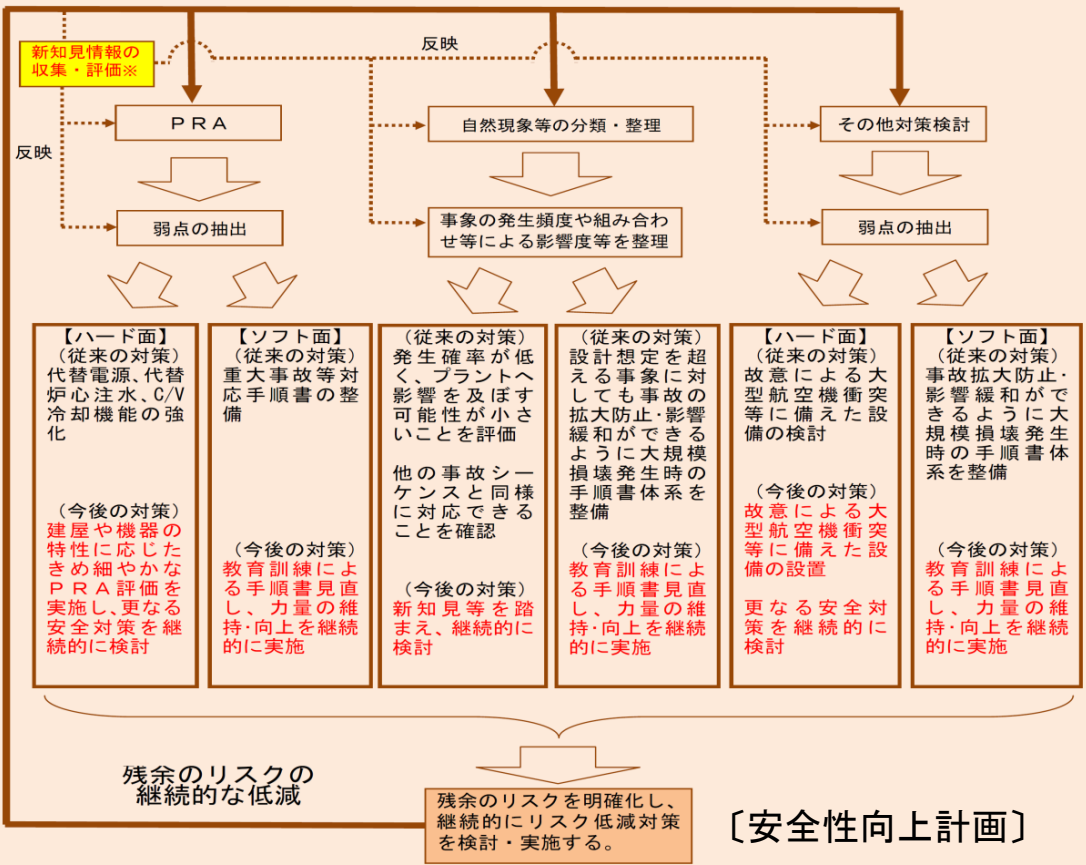 反映
新知見情報の
収集・評価※
ＰＲＡ
自然現象等の分類・整理
その他対策検討
反映
弱点の抽出
事象の発生頻度や組み合わ
せ等による影響度等を整理
弱点の抽出
【ハード面】
(従来の対策)
代替電源、代替
炉心注水、C/V
冷却機能の強
化
(今後の対策)
建屋や機器の
特性に応じた
きめ細やかな
ＰＲＡ評価を
実施し、更なる
安全対策を継
続的に検討
【ソフト面】
(従来の対策)
重大事故等対
応手順書の整
備
(今後の対策)
教育訓練によ
る手順書見直
し、力量の維
持･向上を継続
的に実施
(従来の対策)
発生確率が低
く、プラントへ
影響を及ぼす
可能性が小さ
いことを評価
他の事故シー
ケンスと同様
に対応できる
ことを確認
(今後の対策)
新知見等を踏
まえ、継続的に
検討
(従来の対策)
設計想定を超
える事象に対
しても事故の
拡大防止･影響
緩和ができる
ように大規模
損壊発生時の
手順書体系を
整備
(今後の対策)
教育訓練によ
る手順書見直
し、力量の維
持･向上を継続
的に実施
【ハード面】
(従来の対策)
故意による大
型航空機衝突
等に備えた設
備の検討
(今後の対策)
故意による大
型航空機衝突
等に備えた設
備の設置
更なる安全対
策を継続的に
検討
【ソフト面】
(従来の対策)
事故拡大防止･
影響緩和がで
きるように大
規模損壊発生
時の手順書体
系を整備
(今後の対策)
教育訓練によ
る手順書見直
し、力量の維
持･向上を継続
的に実施
残余のリスクの
継続的な低減
残余のリスクを明確化し、
継続的にリスク低減対策
を検討・実施する。
〔安全性向上計画〕